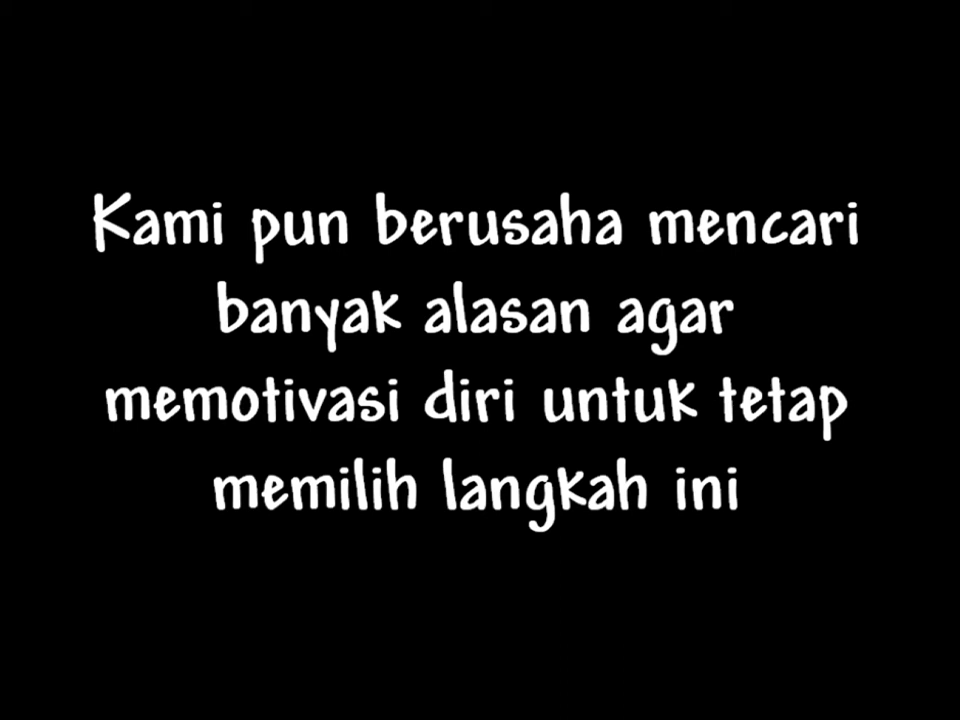 Kami pun berusaha mencari
banyak alasan agar
memotivasi diri untuk tetap
memilih langkah ini